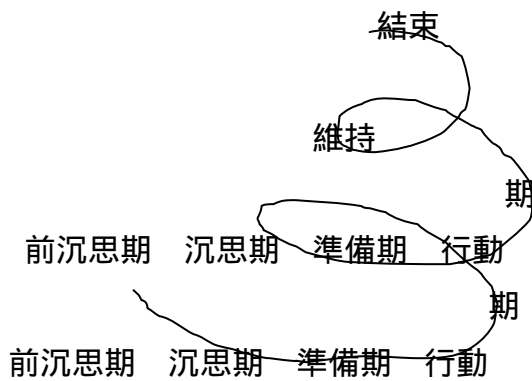 結束
維持
期
前沉思期 沉思期 準備期 行動
期
前沉思期 沉思期 準備期 行動